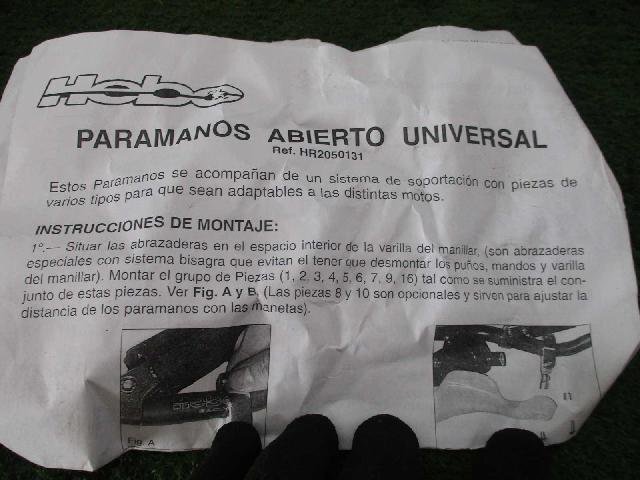 Hebo
PARAMANOS ABIERTO UNIVERSAL
Ref. HR2050131
Estos Paramanos se acompañan de un sistema de soportación con piezas de
varios tipos para que sean adaptables a las distintas motos.
INSTRUCCIONES DE MONTAJE:
1º.-- Situar las abrazaderas en el espacio interior de la varilla del manillar, (son abrazaderas
especiales con sistema bisagra que evitan el tener que desmontar los puños, mandos y varilla
del manillar). Montar el grupo de Piezas (1, 2, 3, 4, 5, 6, 7, 9, 16) tal como se suministra el con-
junto de estas piezas. Ver Fig. A y B. (Las piezas 8 y 10 son opcionales y sirven para ajustar la
distancia de los paramanos con las manetas).
Fig. A